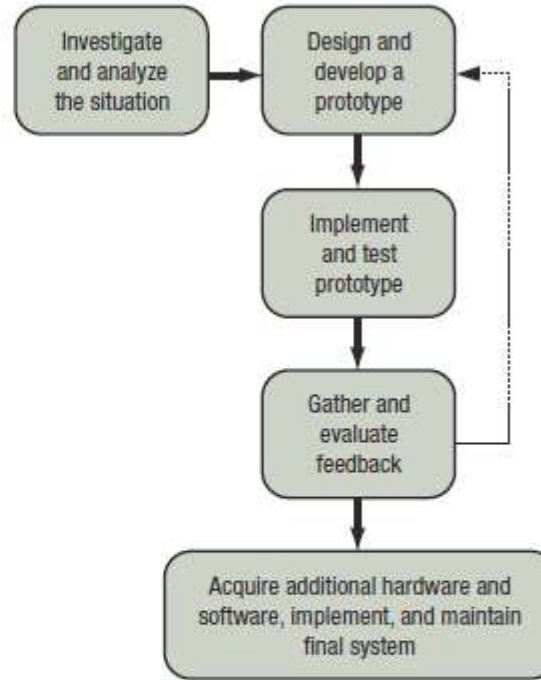 Investigate
and analyze
the situation
Design and
develop a
prototype
Implement
and test
prototype
Gather and
evaluate
feedback
Acquire additional hardware and
software, implement, and maintain
final system